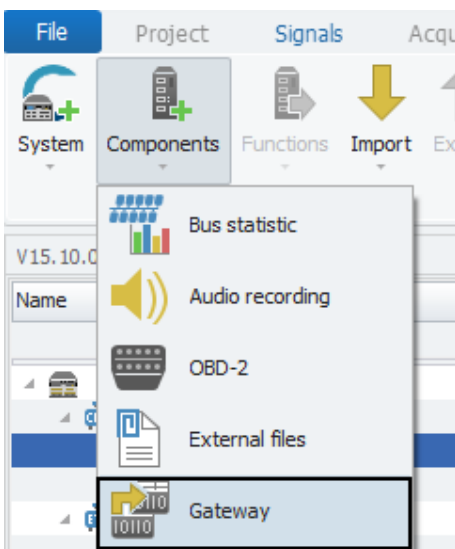 File Project Signals Acqu
System Components Functions Import Ex
Bus statistic
V15.10.0
Name
Audio recording
OBD-2
External files
Gateway